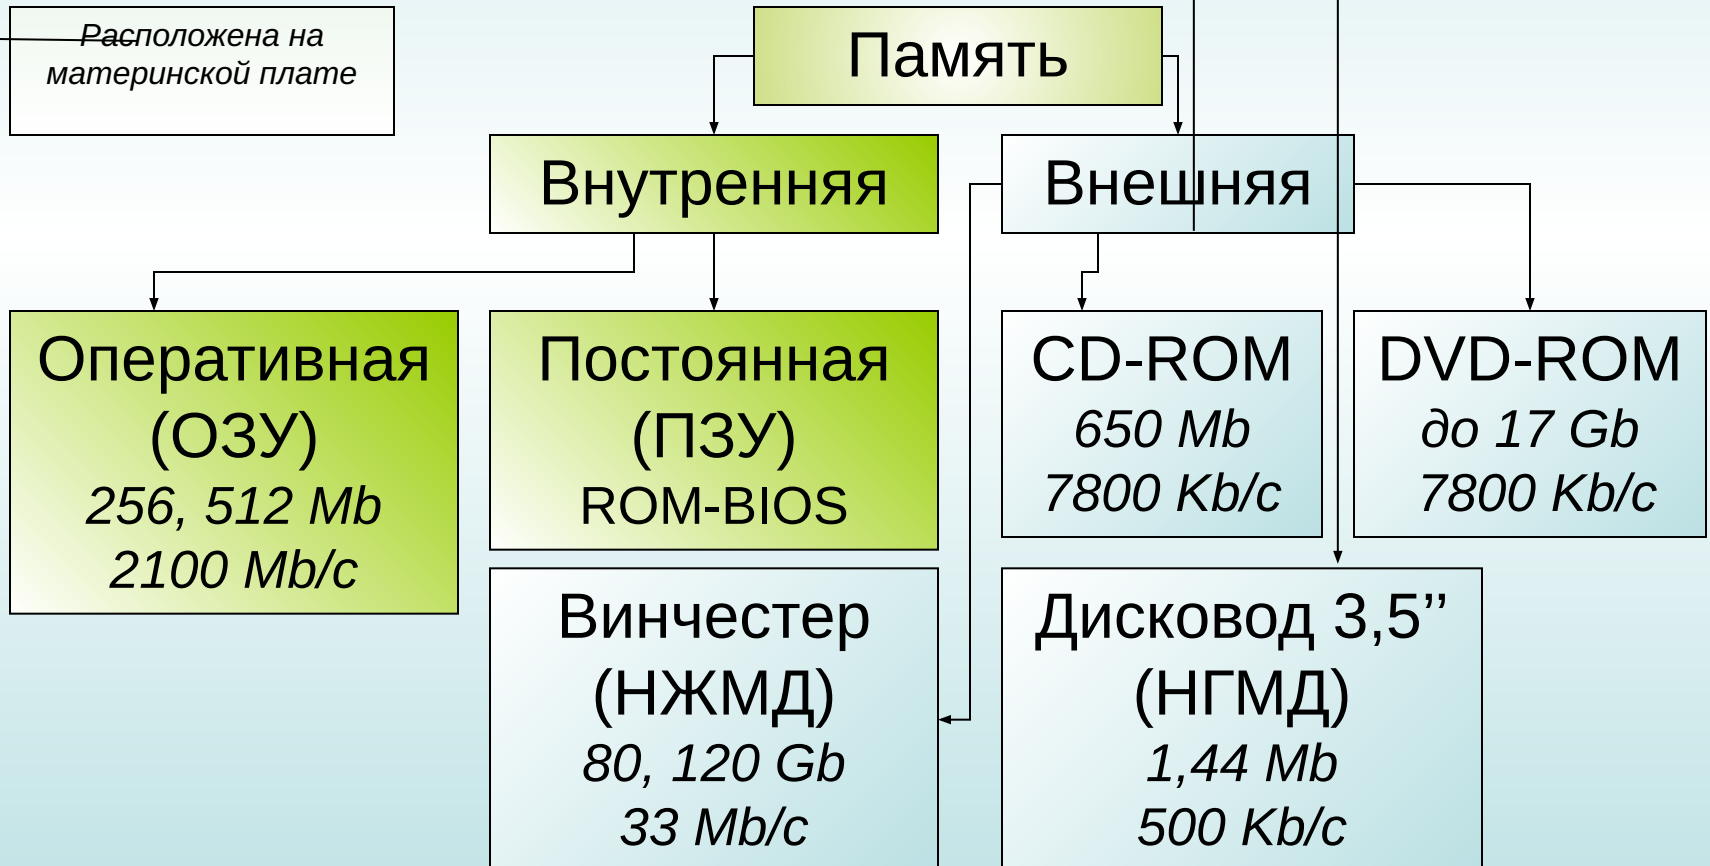 Расположена на
материнской плате
Память
Внутренняя
Внешняя
Оперативная
(ОЗУ)
256, 512 Mb
2100 Mb/c
Постоянная
(ПЗУ)
ROM-BIOS
CD-ROM
650 Mb
7800 Kb/c
DVD-ROM
до 17 Gb
7800 Kb/c
Винчестер
(НЖМД)
80, 120 Gb
33 Mb/c
Дисковод 3,5’’
(НГМД)
1,44 Mb
500 Kb/c